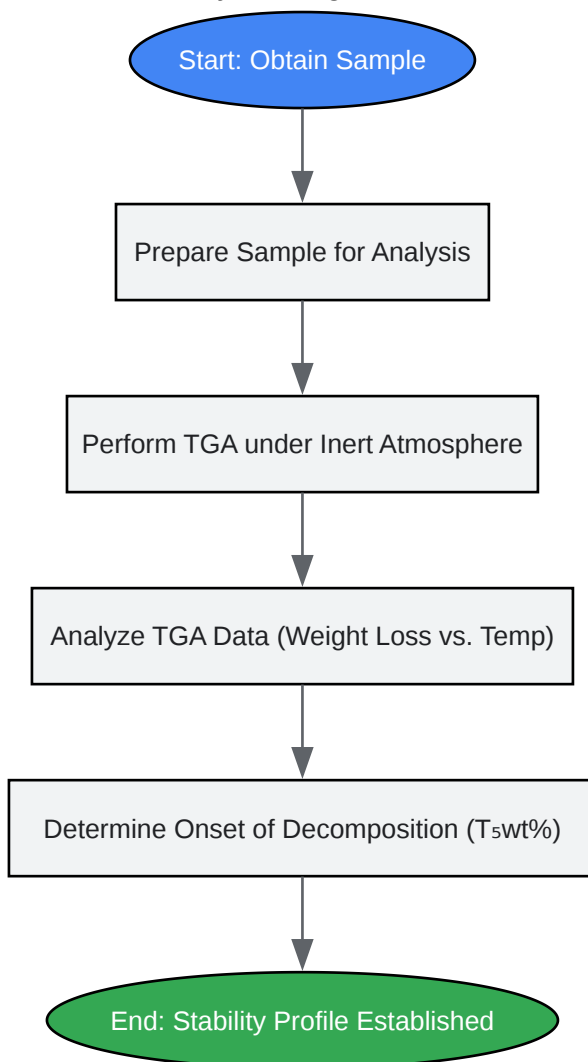 Start: Obtain Sample
Prepare Sample for Analysis
Perform TGA under Inert Atmosphere
Analyze TGA Data (Weight Loss vs. Temp)
Determine Onset of Decomposition (T₅wt%)
End: Stability Profile Established